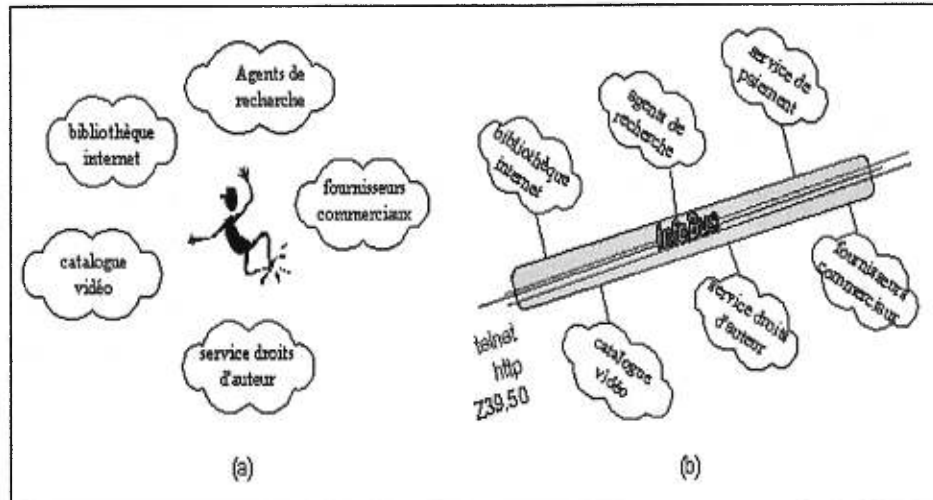 Agents de
recherche
bibliothèque
internet
fournisseurs
commerciaux
catalogue
vidéo
service droits
d'auteur
(a)
service de
paiement
agents de
recherche
bibliothèque
internet
InfoBus
fournisseurs
commerciaux
service droits
d'auteur
catalogue
vidéo
telnet
http
Z39,50
(b)